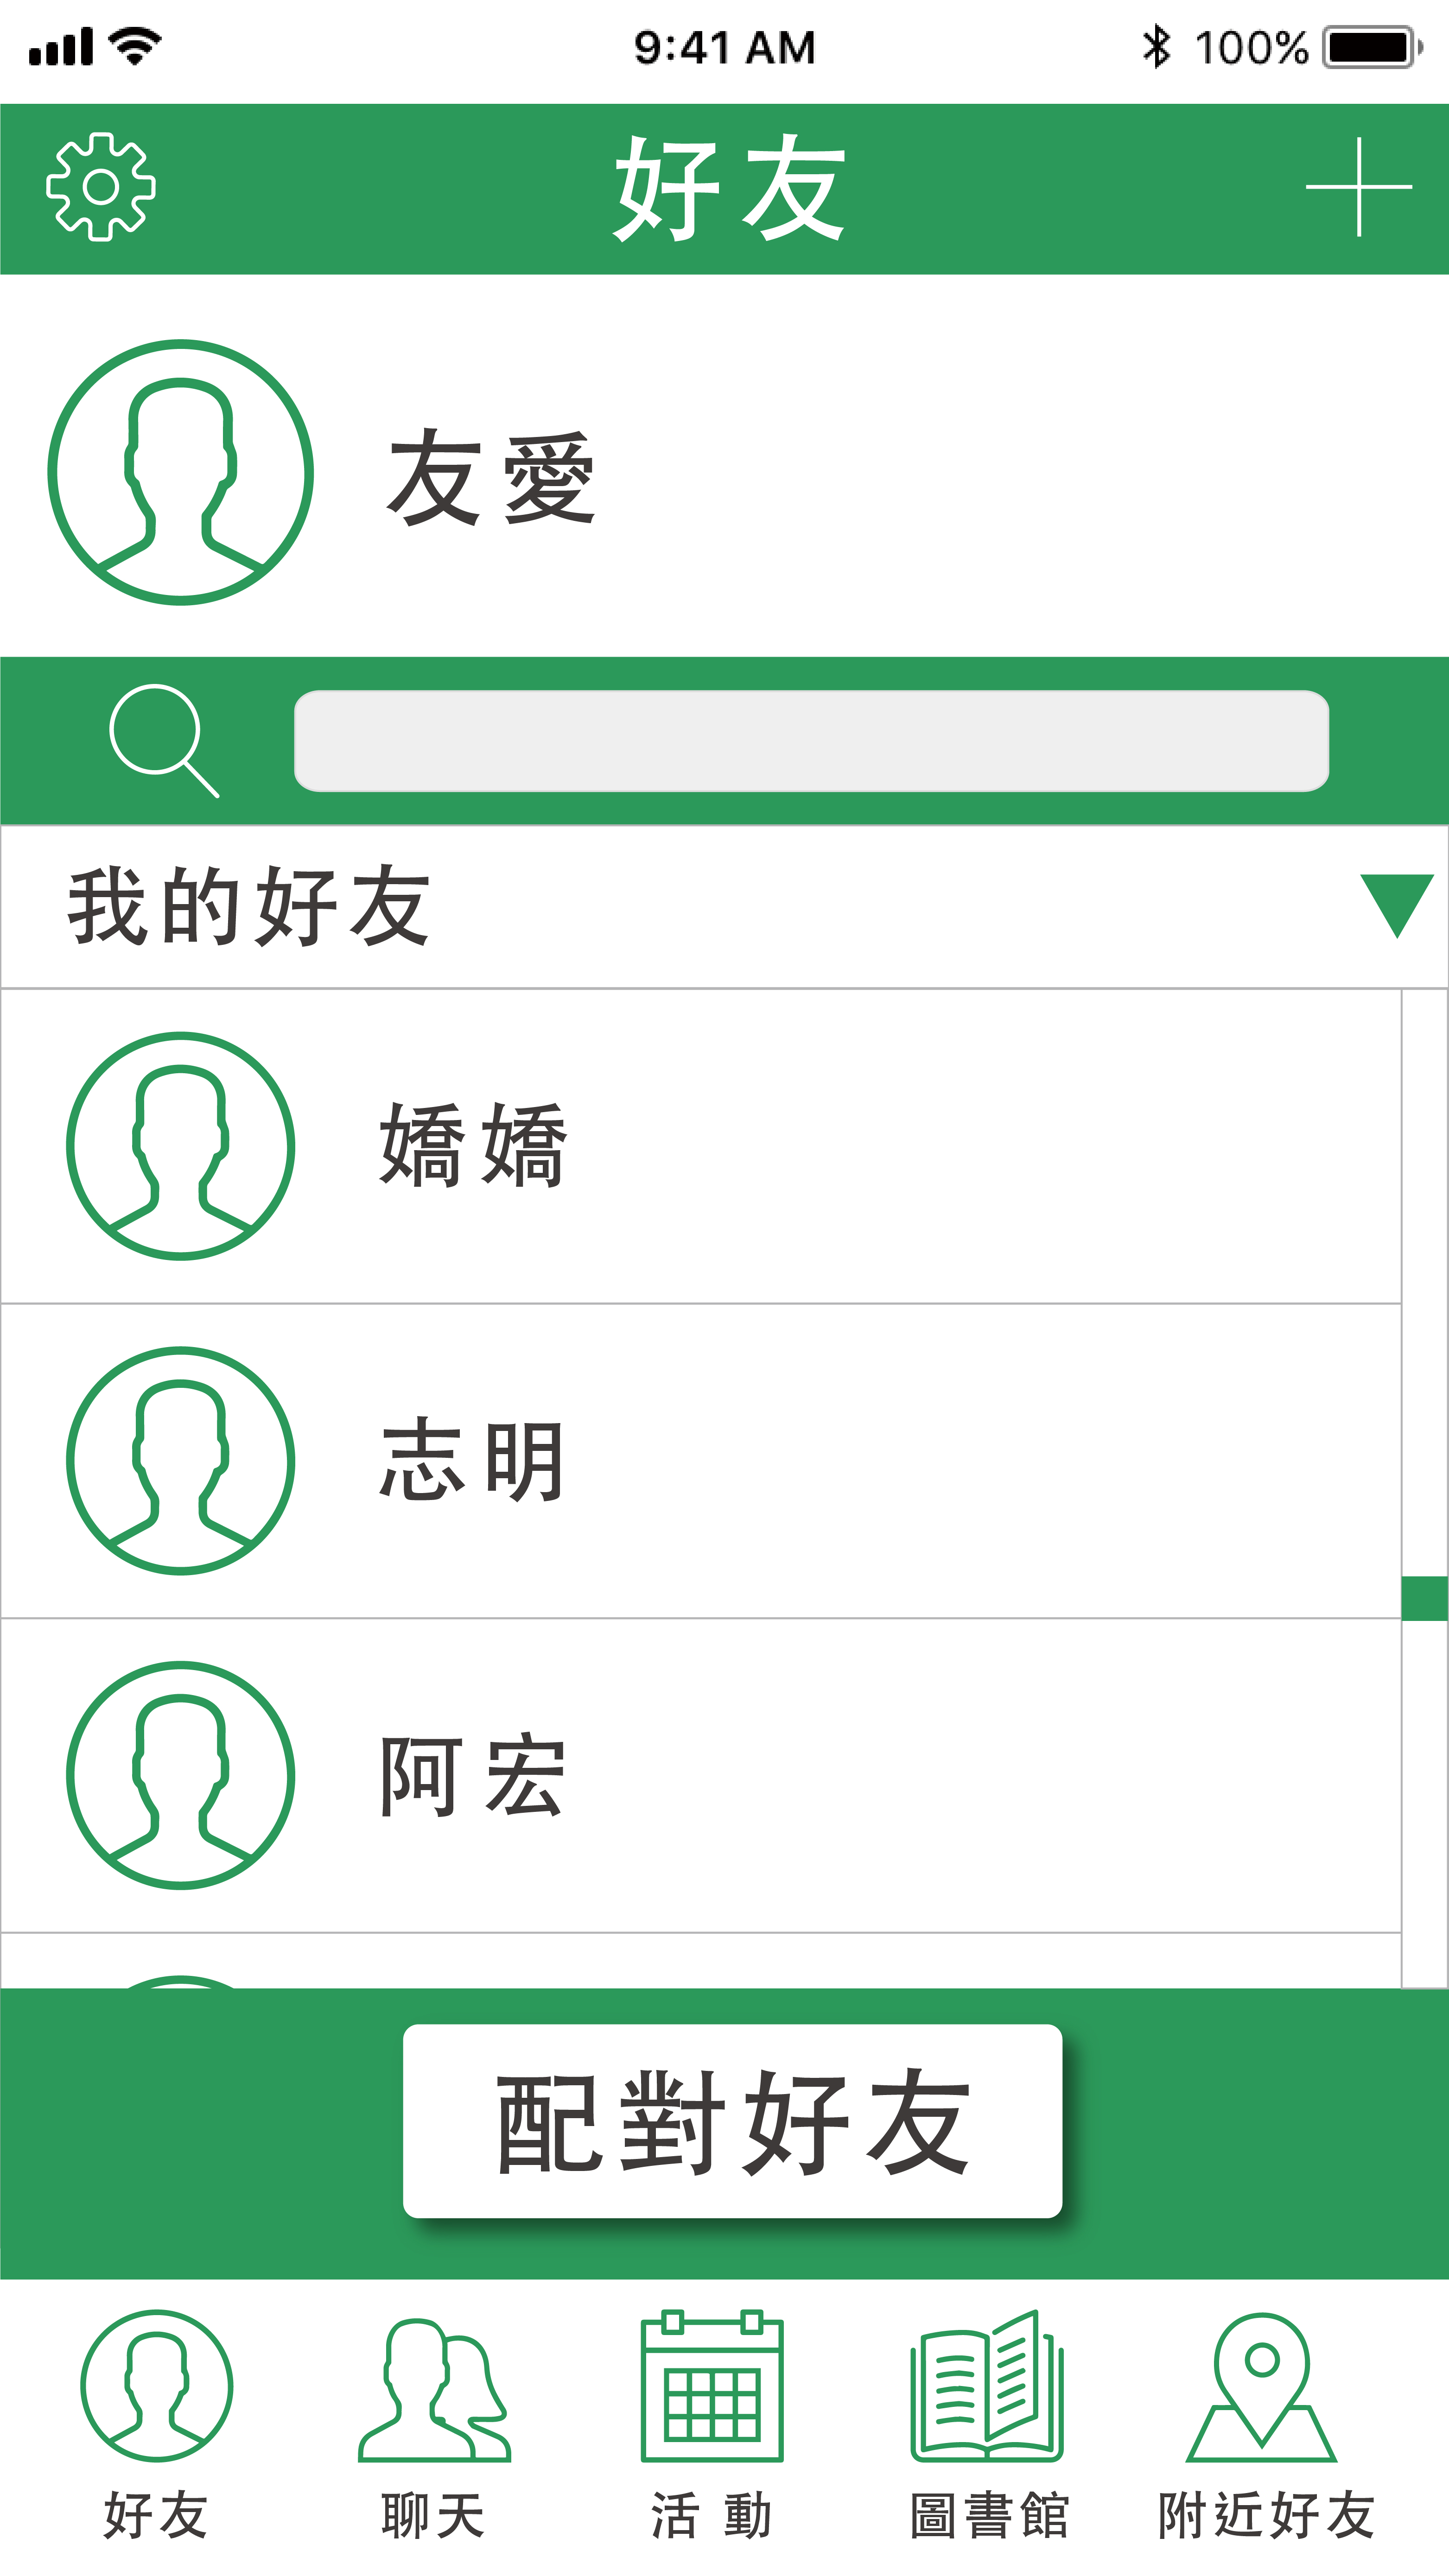 9:41 AM 100%
好友
友愛
我的好友
嬌嬌
志明
阿宏
配對好友
好友 聊天 活 動 圖書館 附近好友